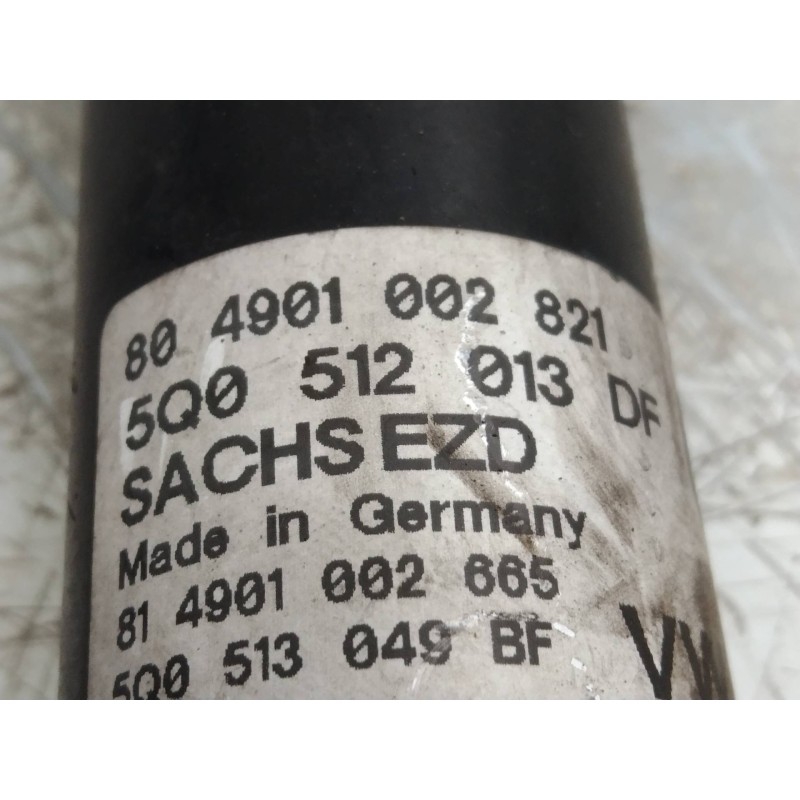 80 4901 002 821
5Q0 512 013 DF
SACHS EZD
Made in Germany
81 4901 002 665
5Q0 513 049 BF
VW